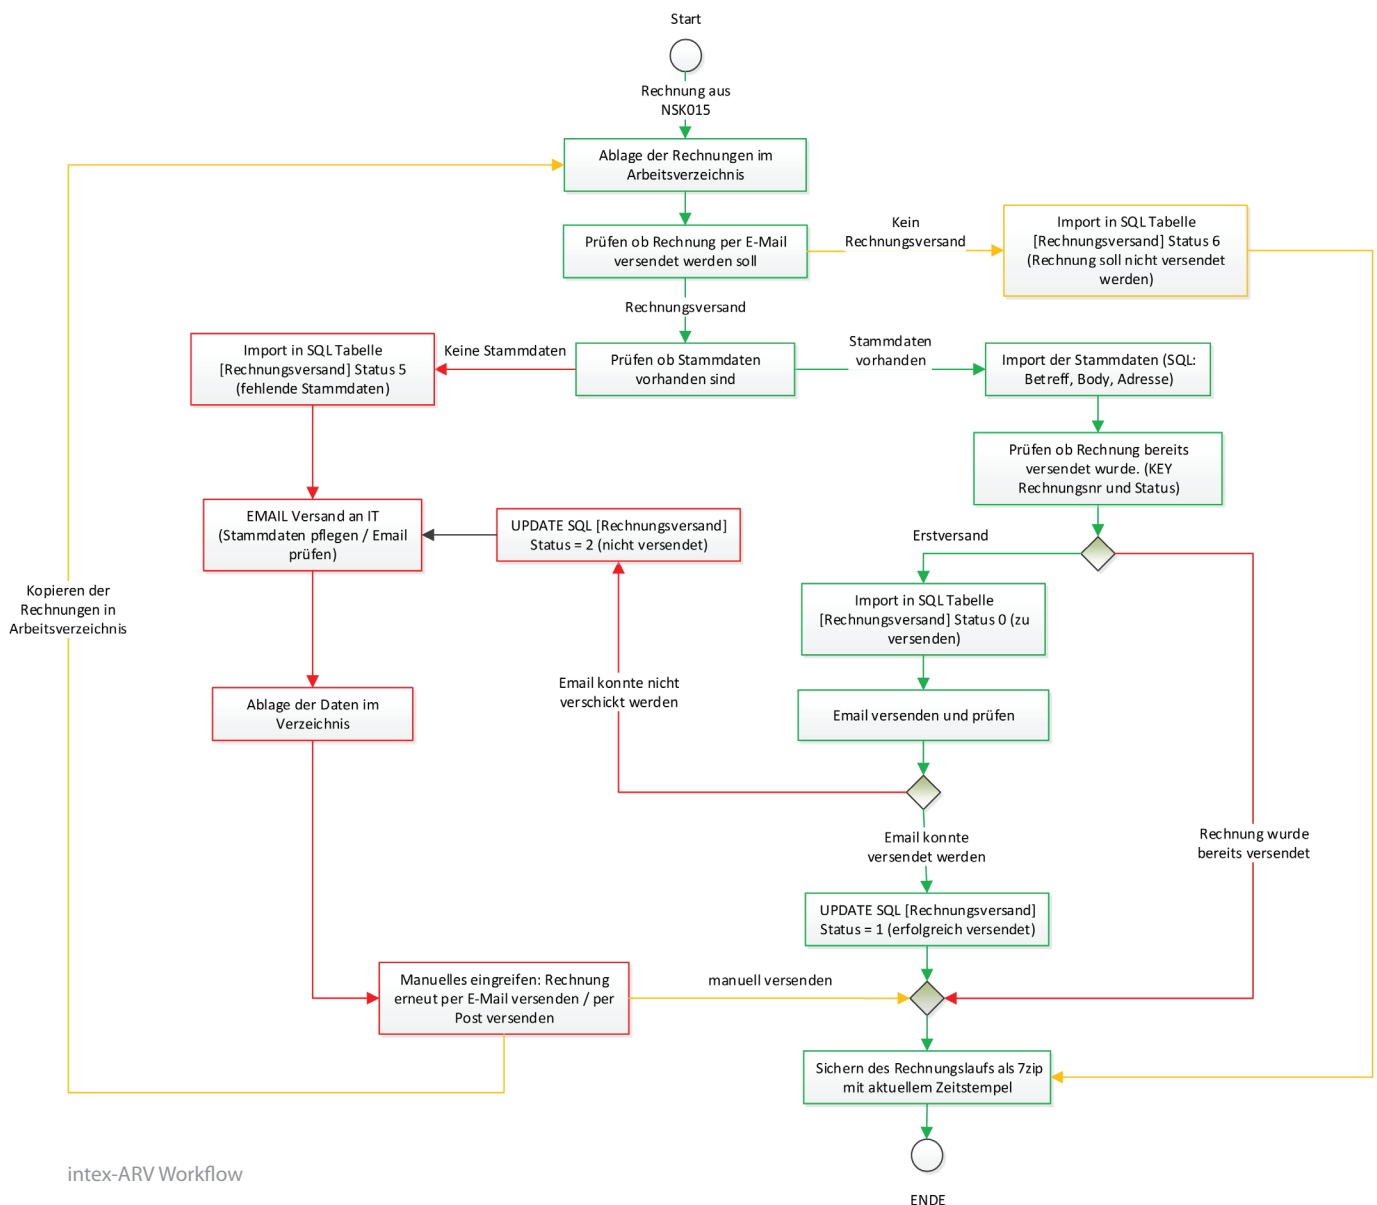 Start
Rechnung aus
NSK015
Ablage der Rechnungen im
Arbeitsverzeichnis
Prüfen ob Rechnung per E-Mail
versendet werden soll
Kein
Rechnungsversand
Import in SQL Tabelle
[Rechnungsversand] Status 6
(Rechnung soll nicht versendet
werden)
Rechnungsversand
Import in SQL Tabelle
[Rechnungsversand] Status 5
(fehlende Stammdaten)
Keine Stammdaten
Prüfen ob Stammdaten
vorhanden sind
Stammdaten
vorhanden
Import der Stammdaten (SQL:
Betreff, Body, Adresse)
Prüfen ob Rechnung bereits
versendet wurde. (KEY
Rechnungsnr und Status)
EMAIL Versand an IT
(Stammdaten pflegen / Email
prüfen)
UPDATE SQL [Rechnungsversand]
Status = 2 (nicht versendet)
Erstversand
Kopieren der
Rechnungen in
Arbeitsverzeichnis
Import in SQL Tabelle
[Rechnungsversand] Status 0 (zu
versenden)
Email konnte nicht
verschickt werden
Ablage der Daten im
Verzeichnis
Email versenden und prüfen
Email konnte
versendet werden
Rechnung wurde
bereits versendet
UPDATE SQL [Rechnungsversand]
Status = 1 (erfolgreich versendet)
Manuelles eingreifen: Rechnung
erneut per E-Mail versenden / per
Post versenden
manuell versenden
Sichern des Rechnungslaufs als 7zip
mit aktuellem Zeitstempel
intex-ARV Workflow
ENDE